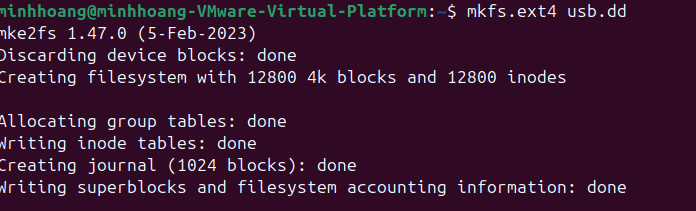 minhhoang@minhhoang-VMware-Virtual-Platform:~$ mkfs.ext4 usb.dd
mke2fs 1.47.0 (5-Feb-2023)
Discarding device blocks: done
Creating filesystem with 12800 4k blocks and 12800 inodes
Allocating group tables: done
Writing inode tables: done
Creating journal (1024 blocks): done
Writing superblocks and filesystem accounting information: done